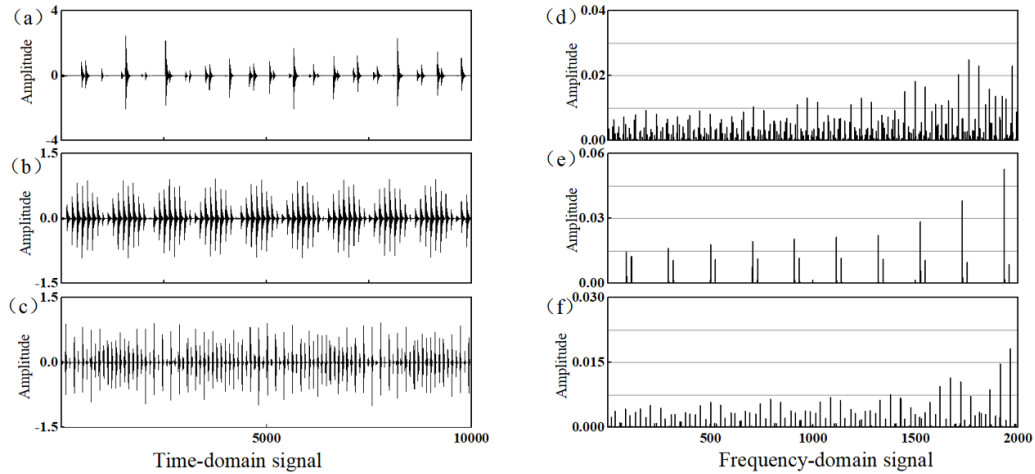 (a)
4
0
-4
Amplitude
(b)
1.5
0.0
-1.5
Amplitude
(c)
1.5
0.0
-1.5
Amplitude
5000
10000
Time-domain signal
(d)
0.04
0.02
0.00
Amplitude
(e)
0.06
0.03
0.00
Amplitude
(f)
0.030
0.015
0.000
Amplitude
500
1000
1500
2000
Frequency-domain signal